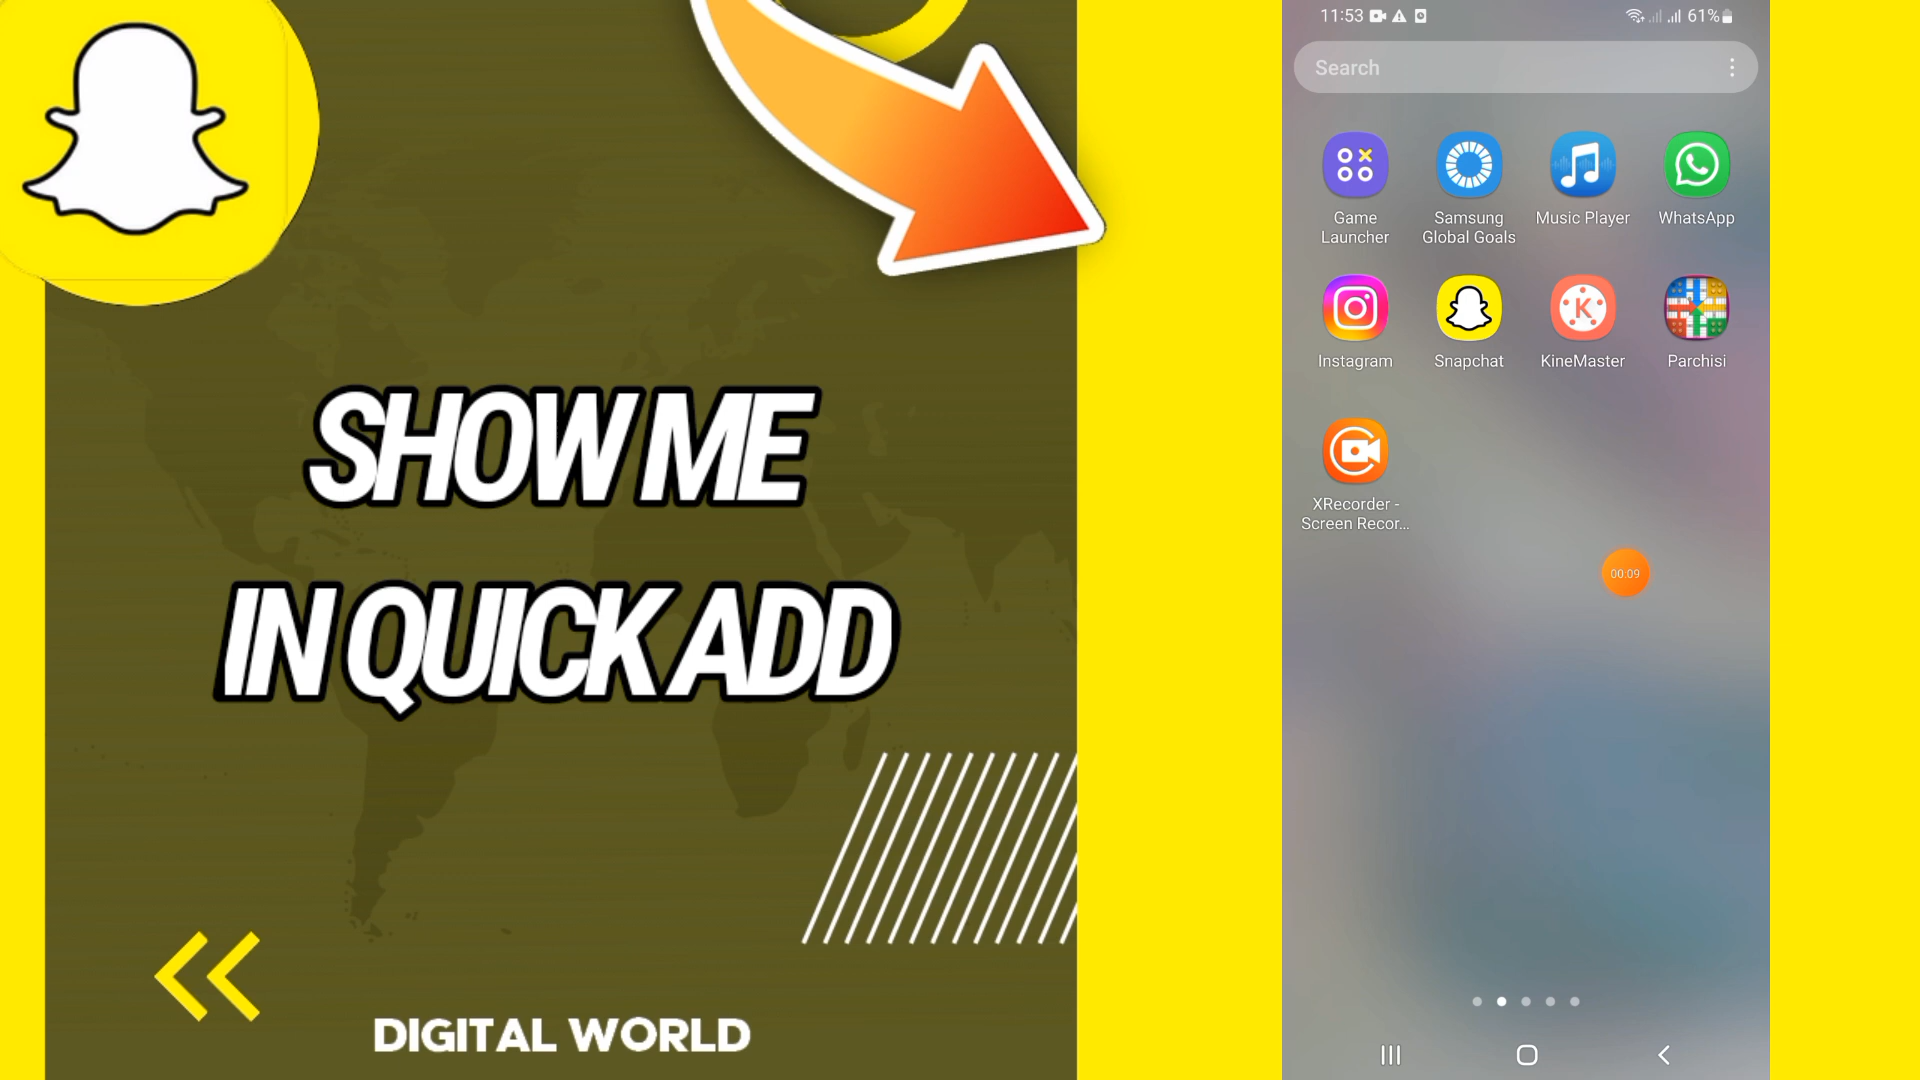 SHOW ME
IN QUICK ADD
DIGITAL WORLD
11:53
61%
Search
Game
Launcher
Samsung
Global Goals
Music Player
WhatsApp
Instagram
Snapchat
K
KineMaster
Parchisi
XRecorder -
Screen Recor...
00:09